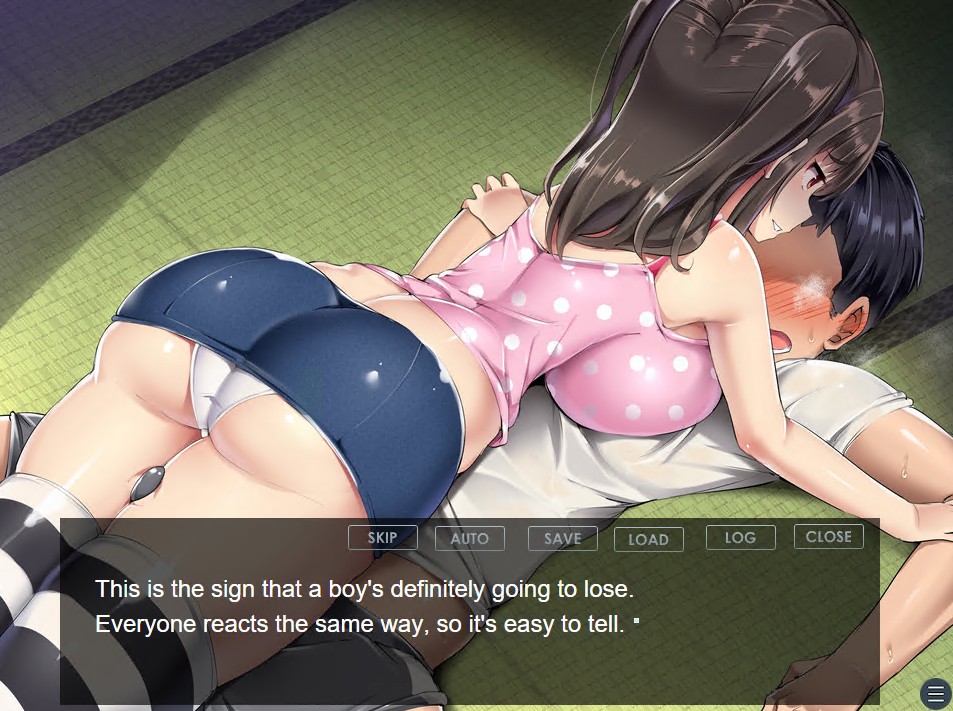 SKIP AUTO SAVE LOAD LOG CLOSE
This is the sign that a boy's definitely going to lose.
Everyone reacts the same way, so it's easy to tell.